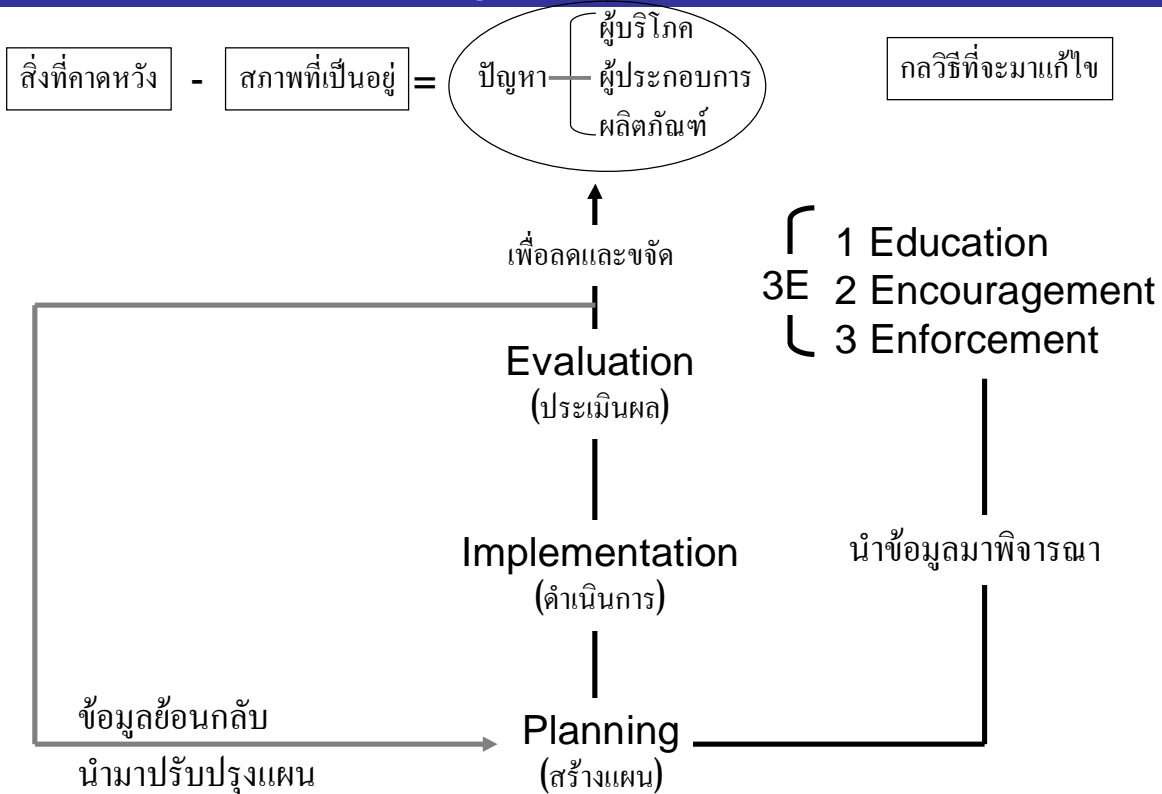 สิ่งที่คาดหวัง - สภาพที่เป็นอยู่ = ปัญหา
ผู้บริโภค
ผู้ประกอบการ
ผลิตภัณฑ์
กลวิธีที่จะมาแก้ไข
เพื่อลดและขจัด
3E
1 Education
2 Encouragement
3 Enforcement
Evaluation
(ประเมินผล)
Implementation
(ดำเนินการ)
นำข้อมูลมาพิจารณา
ข้อมูลย้อนกลับ
นำมาปรับปรุงแผน
Planning
(สร้างแผน)